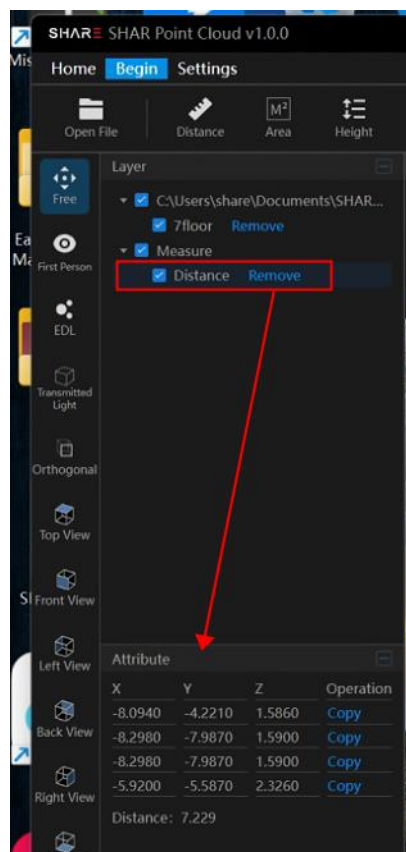 SHARE SHAR Point Cloud v1.0.0
Mis
Home Begin Settings
Open File Distance M² Area Height
Layer
Free
C:\Users\share\Documents\SHAR...
7floor Remove
Ea
Measure
Ma
First Person
Distance Remove
EDL
Transmitted
Light
Orthogonal
Top View
Front View
Left View
Attribute
X Y Z Operation
-8.0940 -4.2210 1.5860 Copy
Back View
-8.2980 -7.9870 1.5900 Copy
-8.2980 -7.9870 1.5900 Copy
-5.9200 -5.5870 2.3260 Copy
Right View
Distance: 7.229